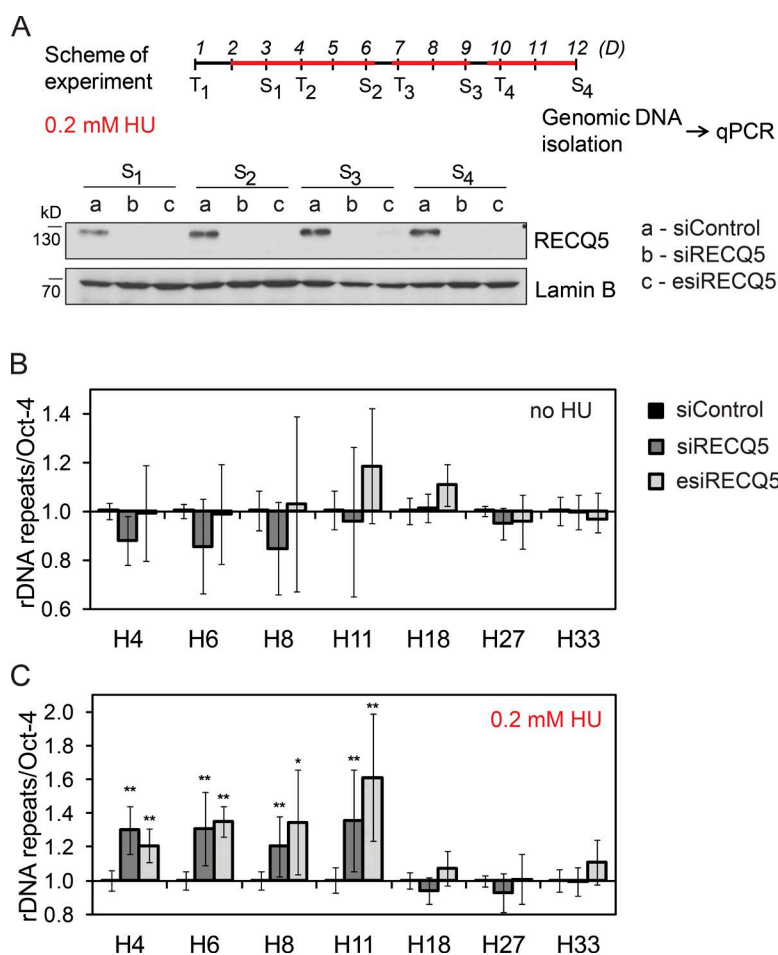 A
Scheme of experiment
1 2 3 4 5 6 7 8 9 10 11 12 (D)
T1 S1 T2 S2 T3 S3 T4 S4
0.2 mM HU
Genomic DNA isolation → qPCR
S1 S2 S3 S4
kD a b c a b c a b c a b c
130 RECQ5
70 Lamin B
a - siControl
b - siRECQ5
c - esiRECQ5
B
rDNA repeats/Oct-4
1.4
1.2
1.0
0.8
0.6
no HU
siControl
siRECQ5
esiRECQ5
H4 H6 H8 H11 H18 H27 H33
C
rDNA repeats/Oct-4
2.0
1.8
1.6
1.4
1.2
1.0
0.8
0.2 mM HU
** ** ** ** ** * ** **
H4 H6 H8 H11 H18 H27 H33